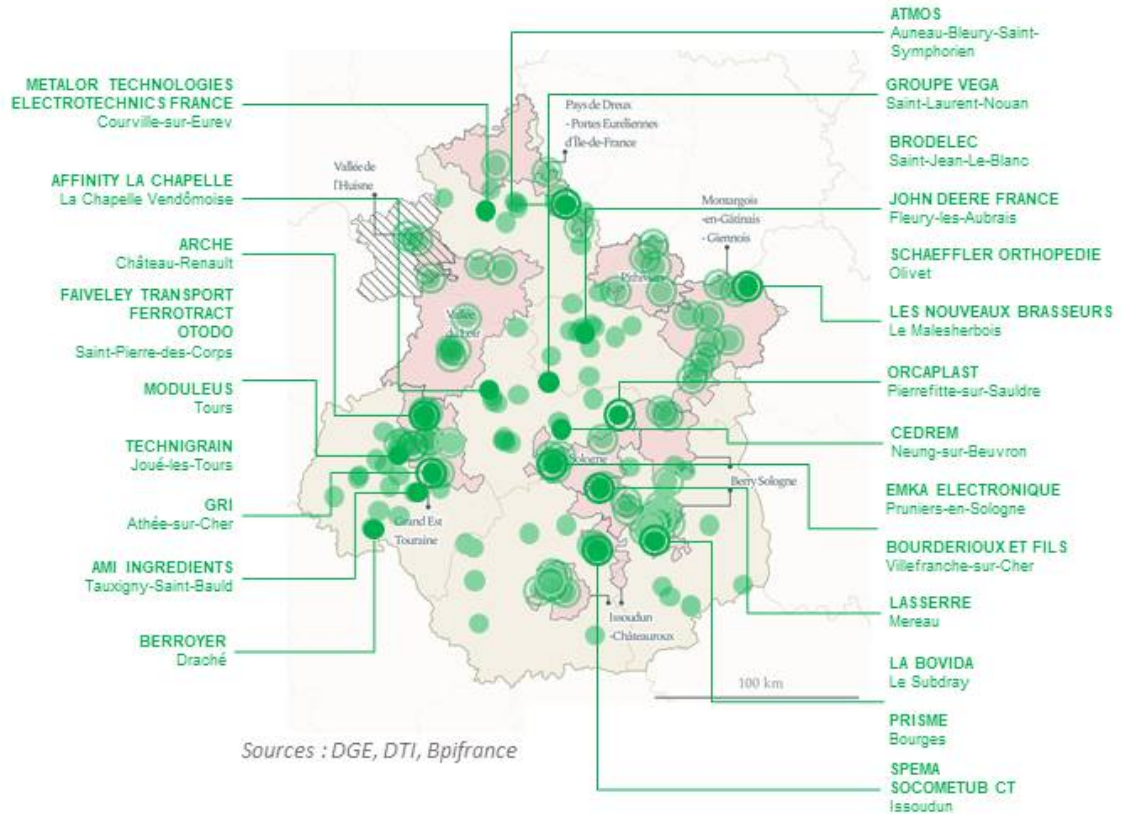 METALOR TECHNOLOGIES
ELECTROTECHNICS FRANCE
Courville-sur-Eurev
AFFINITY LA CHAPELLE
La Chapelle Vendômoise
ARCHE
Château-Renault
FAIVELEY TRANSPORT
FERROTRACT
OTODO
Saint-Pierre-des-Corps
MODULEUS
Tours
TECHNIGRAIN
Joué-les-Tours
GRI
Athée-sur-Cher
AMI INGREDIENTS
Tauxigny-Saint-Bauld
BERROYER
Draché
Vallée de
l'Huisne
Pays de Dreux
- Portes Euréliennes
d'Île-de-France
Montargois
-en-Gâtinais
- Giennois
Vallée
Sologne
Berry Sologne
Grand Est
Touraine
Issoudun
-Châteauroux
100 km
Sources : DGE, DTI, Bpifrance
ATMOS
Auneau-Bleury-Saint-
Symphorien
GROUPE VEGA
Saint-Laurent-Nouan
BRODELEC
Saint-Jean-Le-Blanc
JOHN DEERE FRANCE
Fleury-les-Aubrais
SCHAEFFLER ORTHOPEDIE
Olivet
LES NOUVEAUX BRASSEURS
Le Malesherbois
ORCAPLAST
Pierrefitte-sur-Sauldre
CEDREM
Neung-sur-Beuvron
EMKA ELECTRONIQUE
Pruniers-en-Sologne
BOURDERIOUX ET FILS
Villefranche-sur-Cher
LASSERRE
Mereau
LA BOVIDA
Le Subdray
PRISME
Bourges
SPEMA
SOCOMETUB CT
Issoudun